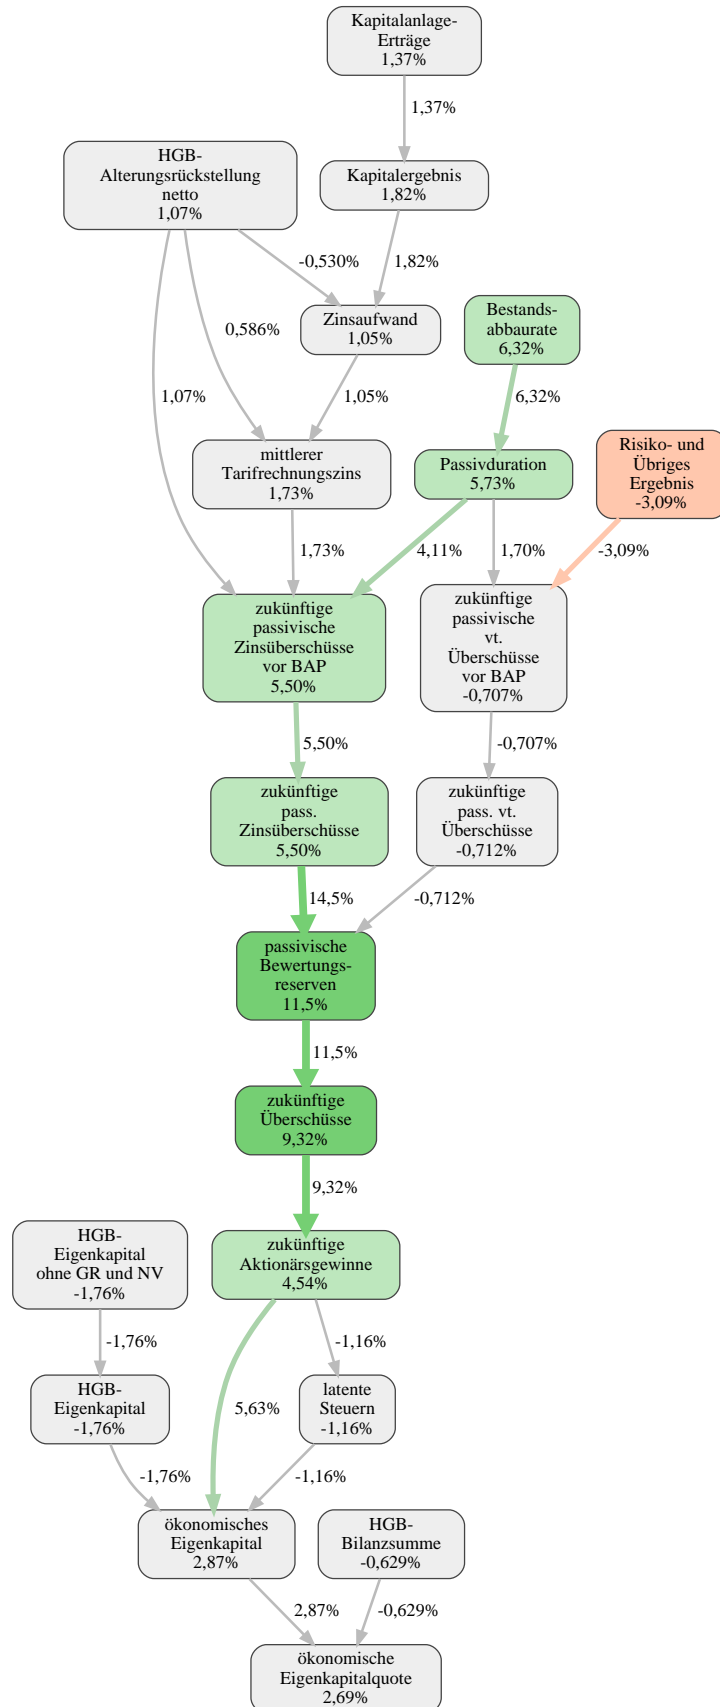 Kapitalanlage-
Erträge
1,37%
1,37%
HGB-
Alterungsrückstellung
netto
1,07%
Kapitalergebnis
1,82%
-0,530%
1,82%
Bestands-
abbaurate
6,32%
Zinsaufwand
1,05%
0,586%
1,07%
1,05%
6,32%
mittlerer
Tarifrechnungszins
1,73%
Passivduration
5,73%
Risiko- und
Übriges
Ergebnis
-3,09%
1,73%
4,11%
1,70%
-3,09%
zukünftige
passivische
Zinsüberschüsse
vor BAP
5,50%
zukünftige
passivische
vt.
Überschüsse
vor BAP
-0,707%
5,50%
-0,707%
zukünftige
pass.
Zinsüberschüsse
5,50%
zukünftige
pass. vt.
Überschüsse
-0,712%
14,5%
-0,712%
passivische
Bewertungs-
reserven
11,5%
11,5%
zukünftige
Überschüsse
9,32%
9,32%
HGB-
Eigenkapital
ohne GR und NV
-1,76%
zukünftige
Aktionärsgewinne
4,54%
-1,76%
-1,16%
HGB-
Eigenkapital
-1,76%
5,63%
latente
Steuern
-1,16%
-1,76%
-1,16%
ökonomisches
Eigenkapital
2,87%
HGB-
Bilanzsumme
-0,629%
2,87%
-0,629%
ökonomische
Eigenkapitalquote
2,69%